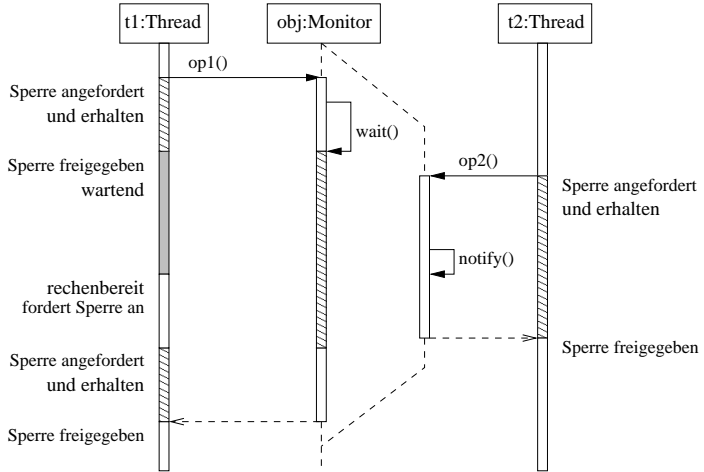 t1:Thread
obj:Monitor
t2:Thread
op1()
Sperre angefordert
und erhalten
wait()
Sperre freigegeben
wartend
op2()
Sperre angefordert
und erhalten
notify()
rechenbereit
fordert Sperre an
Sperre freigegeben
Sperre angefordert
und erhalten
Sperre freigegeben